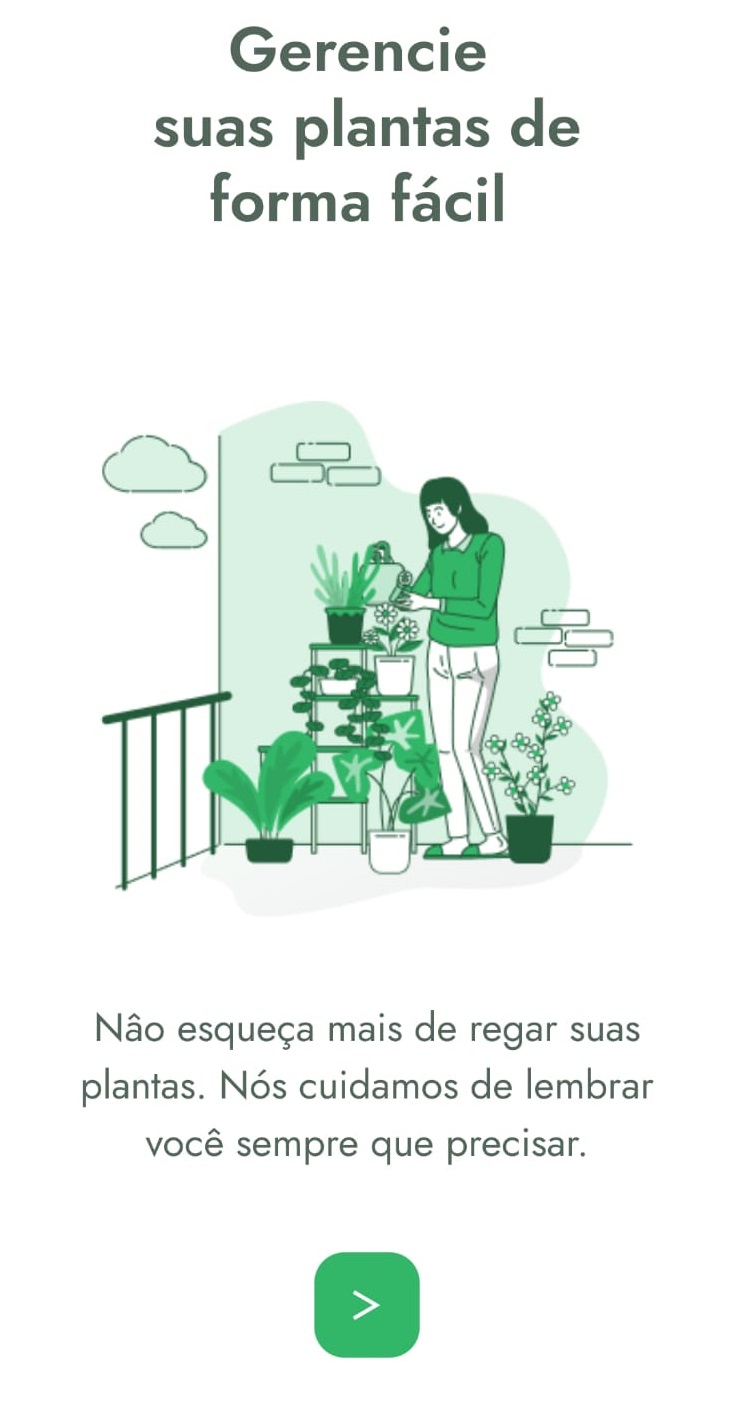 Gerencie
suas plantas de
forma fácil
Nâo esqueça mais de regar suas
plantas. Nós cuidamos de lembrar
você sempre que precisar.
>